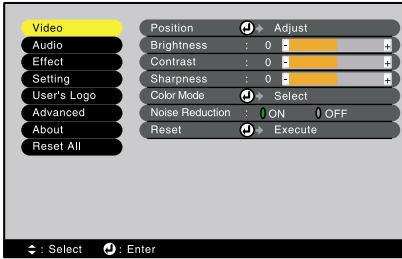 Video
Audio
Effect
Setting
User's Logo
Advanced
About
Reset All
Position Adjust
Brightness : 0 - +
Contrast : 0 - +
Sharpness : 0 - +
Color Mode Select
Noise Reduction : ON OFF
Reset Execute
: Select : Enter